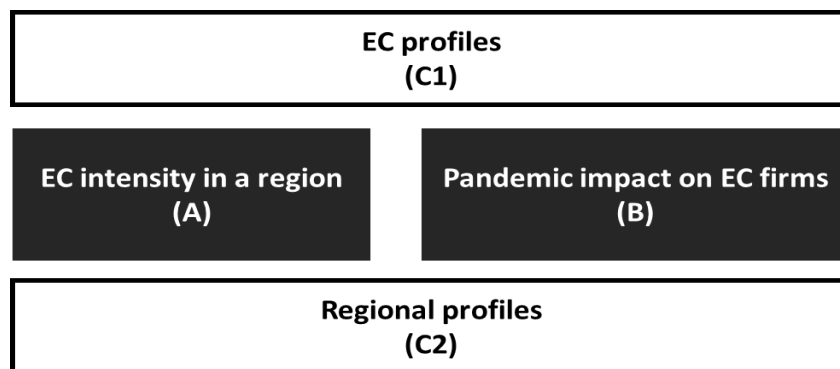 EC profiles
(C1)
EC intensity in a region
(A)
Pandemic impact on EC firms
(B)
Regional profiles
(C2)